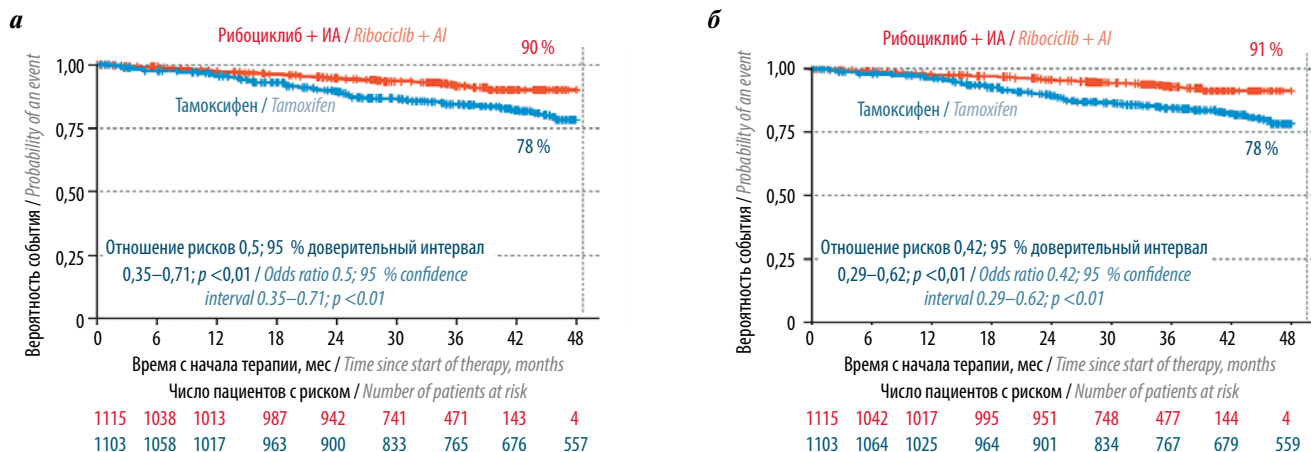 а
Рибоциклиб + ИА / Ribociclib + AI
90 %
1,00
Тамоксифен / Tamoxifen
0,75
78 %
0,50
Отношение рисков 0,5; 95 % доверительный интервал
0,25
0,35–0,71; p <0,01 / Odds ratio 0.5; 95 % confidence
interval 0.35–0.71; p <0.01
0
Вероятность события / Probability of an event
0 6 12 18 24 30 36 42 48
Время с начала терапии, мес / Time since start of therapy, months
Число пациентов с риском / Number of patients at risk
1115 1038 1013 987 942 741 471 143 4
1103 1058 1017 963 900 833 765 676 557
б
Рибоциклиб + ИА / Ribociclib + AI
91 %
1,00
Тамоксифен / Tamoxifen
0,75
78 %
0,50
Отношение рисков 0,42; 95 % доверительный интервал
0,25
0,29–0,62; p <0,01 / Odds ratio 0.42; 95 % confidence
interval 0.29–0.62; p <0.01
0
Вероятность события / Probability of an event
0 6 12 18 24 30 36 42 48
Время с начала терапии, мес / Time since start of therapy, months
Число пациентов с риском / Number of patients at risk
1115 1042 1017 995 951 748 477 144 4
1103 1064 1025 964 901 834 767 679 559